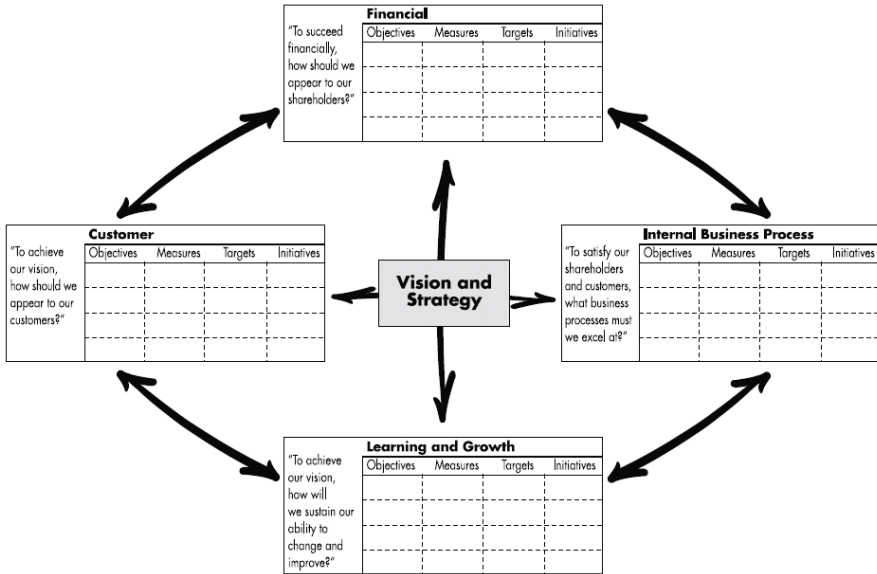 Financial
Objectives Measures Targets Initiatives
"To succeed
financially,
how should we
appear to our
shareholders?"
Customer
Objectives Measures Targets Initiatives
"To achieve
our vision,
how should we
appear to our
customers?"
Vision and
Strategy
Internal Business Process
Objectives Measures Targets Initiatives
"To satisfy our
shareholders
and customers,
what business
processes must
we excel at?"
Learning and Growth
Objectives Measures Targets Initiatives
"To achieve
our vision,
how will
we sustain our
ability to
change and
improve?"